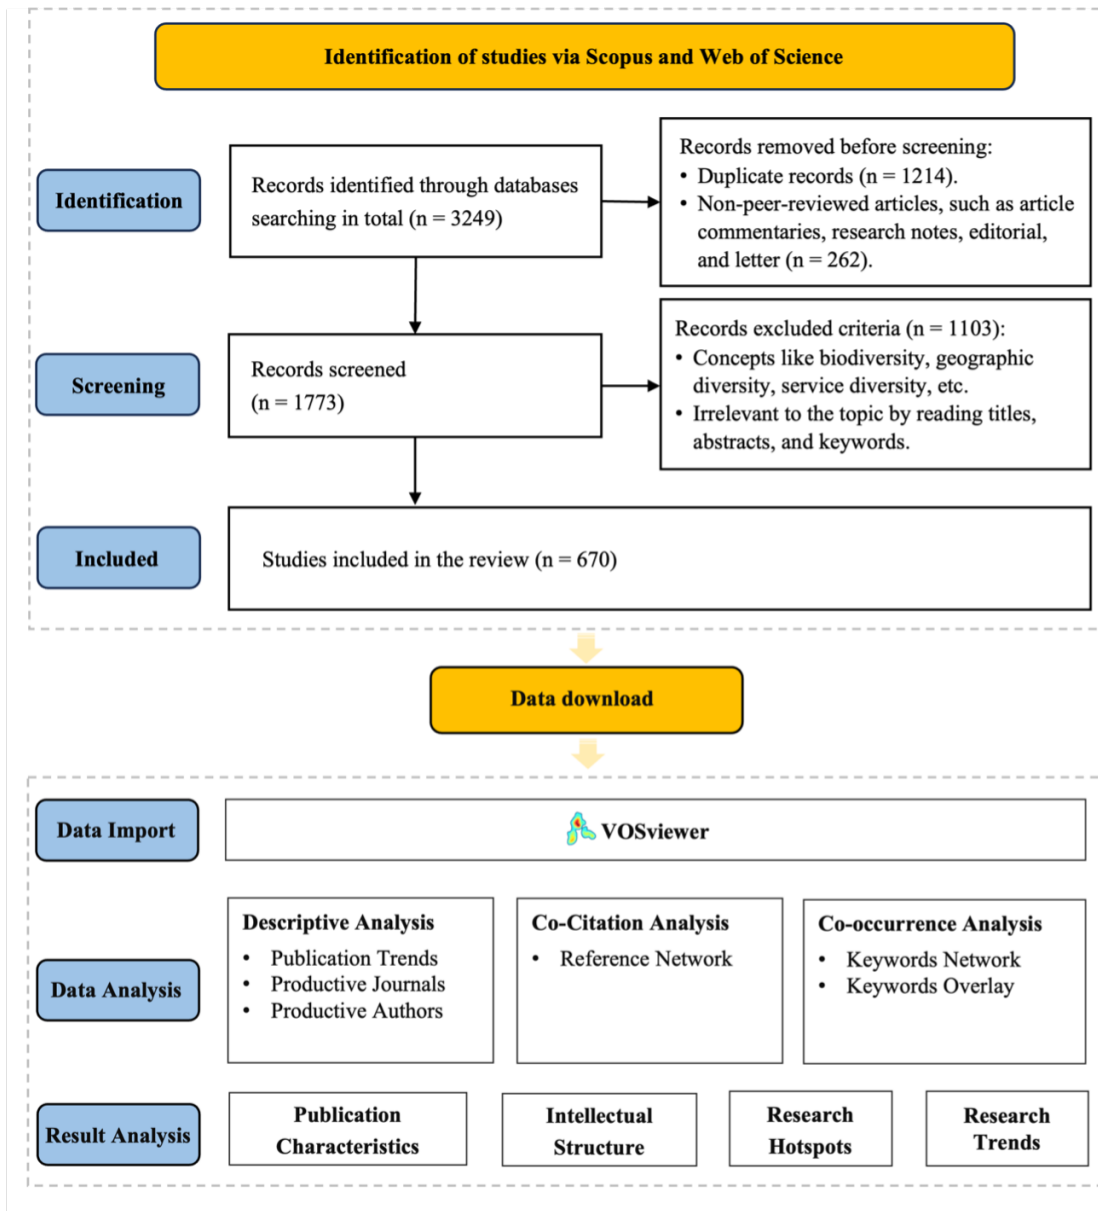 Identification of studies via Scopus and Web of Science
Identification
Records identified through databases
searching in total (n = 3249)
Records removed before screening:
• Duplicate records (n = 1214).
• Non-peer-reviewed articles, such as article
commentaries, research notes, editorial,
and letter (n = 262).
Screening
Records screened
(n = 1773)
Records excluded criteria (n = 1103):
• Concepts like biodiversity, geographic
diversity, service diversity, etc.
• Irrelevant to the topic by reading titles,
abstracts, and keywords.
Included
Studies included in the review (n = 670)
Data download
Data Import
VOSviewer
Data Analysis
Descriptive Analysis
• Publication Trends
• Productive Journals
• Productive Authors
Co-Citation Analysis
• Reference Network
Co-occurrence Analysis
• Keywords Network
• Keywords Overlay
Result Analysis
Publication
Characteristics
Intellectual
Structure
Research
Hotspots
Research
Trends